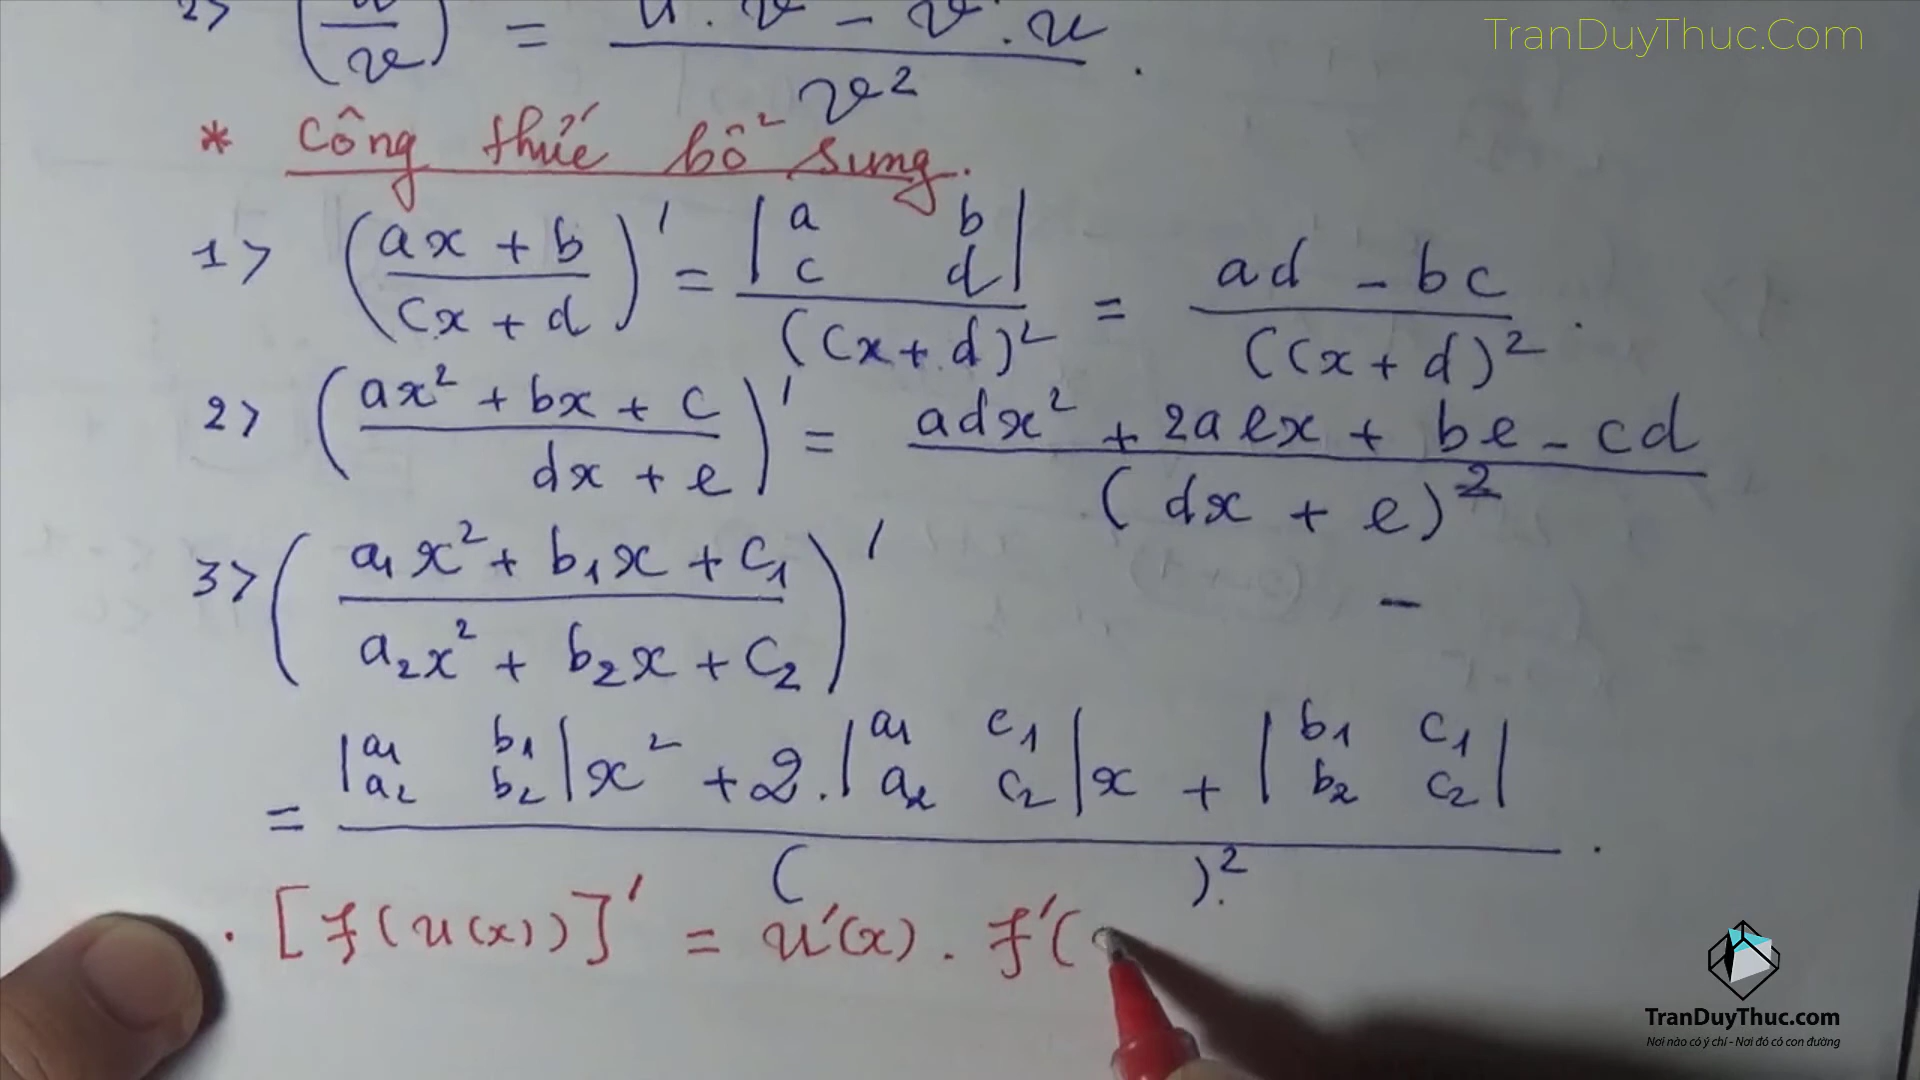 TranDuyThuc.Com
2> (u/v) = (u'.v - v'.u)/v²
* Công thức bổ sung.
1> ((ax + b)/(cx + d))' = |a b; c d|/(cx + d)² = (ad - bc)/(cx + d)².
2> ((ax² + bx + c)/(dx + e))' = (adx² + 2aex + be - cd)/(dx + e)²
3> ((a₁x² + b₁x + c₁)/(a₂x² + b₂x + c₂))'
= (|a₁ b₁; a₂ b₂|x² + 2.|a₁ c₁; a₂ c₂|x + |b₁ c₁; b₂ c₂|)/( )².
. [f(u(x))]' = u'(x). f'(
TranDuyThuc.com
Nơi nào có ý chí - Nơi đó có con đường